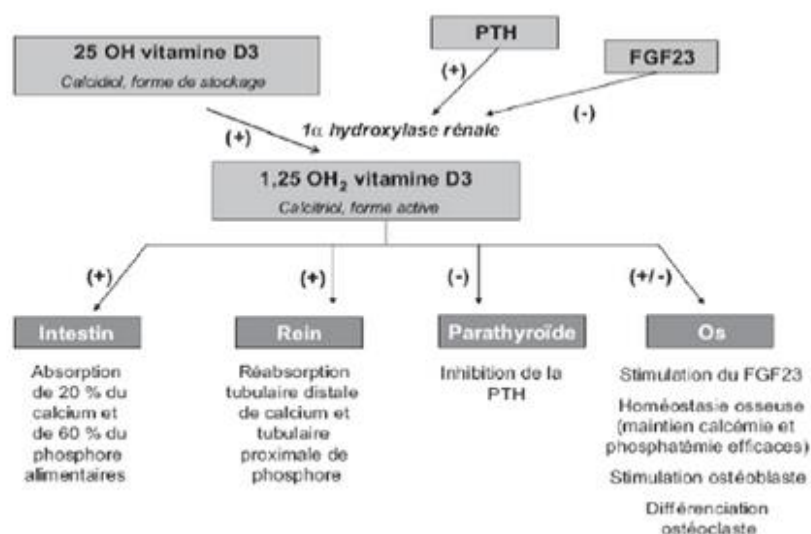 25 OH vitamine D3
Calcidiol, forme de stockage
PTH
FGF23
(+)
(-)
(+)
1α hydroxylase rénale
1,25 OH₂ vitamine D3
Calcitriol, forme active
(+)
(+)
(-)
(+/-)
Intestin
Absorption
de 20 % du
calcium et
de 60 % du
phosphore
alimentaires
Rein
Réabsorption
tubulaire distale
de calcium et
tubulaire
proximale de
phosphore
Parathyroïde
Inhibition de la
PTH
Os
Stimulation du FGF23
Homéostasie osseuse
(maintien calcémie et
phosphatémie efficaces)
Stimulation ostéoblaste
Différenciation
ostéoclaste